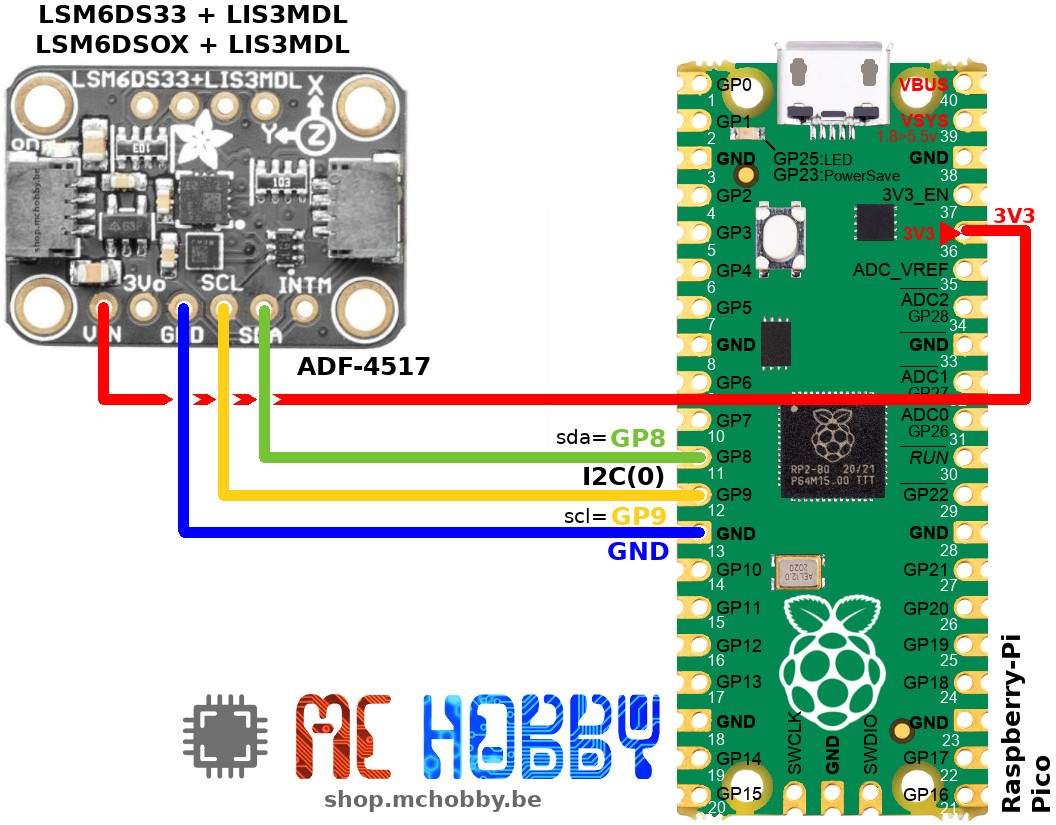 LSM6DS33 + LIS3MDL
LSM6DSOX + LIS3MDL
LSM6DS33+LIS3MDL
X
Y
Z
on
103
103
G3P
shop.mchobby.be
3Vo
SCL
INTM
VIN
GND
SDA
ADF-4517
sda= GP8
I2C(0)
scl= GP9
GND
3V3
GP0
1
GP1
2
GND
3
GP2
4
GP3
5
GP4
6
GP5
7
GND
8
GP6
GP7
10
GP8
11
GP9
12
GND
13
GP10
14
GP11
15
GP12
16
GP13
17
GND
18
GP14
19
GP15
20
VBUS
40
VSYS
1.8>5.5v
39
GND
38
3V3_EN
37
3V3
36
ADC_VREF
35
ADC2
GP28
34
GND
33
ADC1
GP27
ADC0
GP26
31
RUN
30
GP22
29
GND
28
GP21
27
GP20
26
GP19
25
GP18
24
GND
23
GP17
22
GP16
21
GP25:LED
GP23:PowerSave
RP2-B0 20/21
P64M15.00 TTT
AEL12.0
2020
SWCLK
GND
SWDIO
Raspberry-Pi
Pico
MC HOBBY
shop.mchobby.be